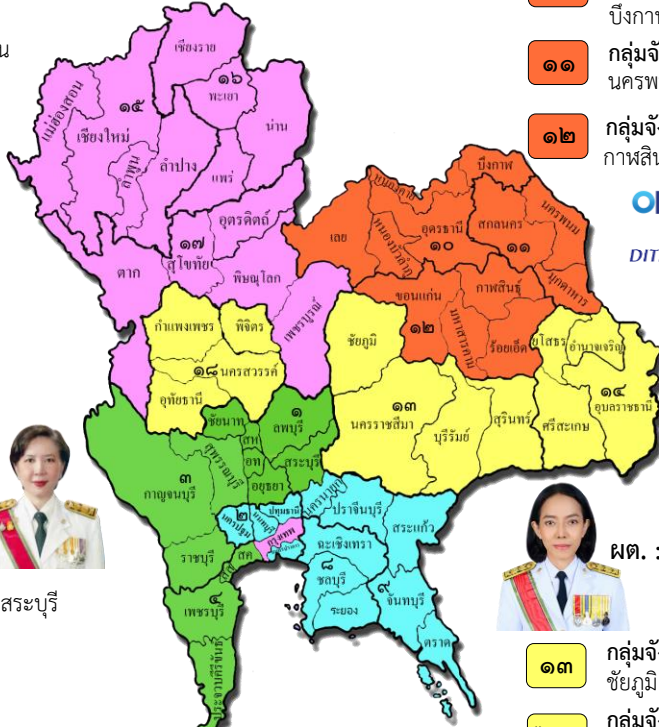 น
บึงกาฬ
๑๑
กลุ่มจั
นครพ
๑๒
กลุ่มจั
กาฬสิน
DIT
เชียงราย
๑๖
พะเยา
แม่ฮ่องสอน
๑๕
น่าน
เชียงใหม่
ลำพูน
ลำปาง
แพร่
อุตรดิตถ์
๑๗
สุโขทัย
ตาก
พิษณุโลก
เพชรบูรณ์
บึงกาฬ
หนองคาย
นครพนม
เลย
หนองบัวลำภู
อุดรธานี
๑๐
สกลนคร
๑๑
มุกดาหาร
ขอนแก่น
กาฬสินธุ์
๑๒
มหาสารคาม
ร้อยเอ็ด
กำแพงเพชร
พิจิตร
๑๘ นครสวรรค์
อุทัยธานี
ชัยภูมิ
ยโสธร
อำนาจเจริญ
๑๓
นครราชสีมา
บุรีรัมย์
สุรินทร์
ศรีสะเกษ
๑๔
อุบลราชธานี
๑
ลพบุรี
ชัยนาท
สห
อท
สระบุรี
อยุธยา
สุพรรณบุรี
๓
กาญจนบุรี
นครนายก
ปทุมธานี
ปราจีนบุรี
๒
นครปฐม
นนทบุรี
กรุงเทพ
สระแก้ว
ฉะเชิงเทรา
สค
ราชบุรี
๘
ชลบุรี
ระยอง
๙
จันทบุรี
ตราด
๔
เพชรบุรี
ประจวบคีรีขันธ์
สระบุรี
ผต. :
๑๓
กลุ่มจั
ชัยภูมิ
กลุ่มจั